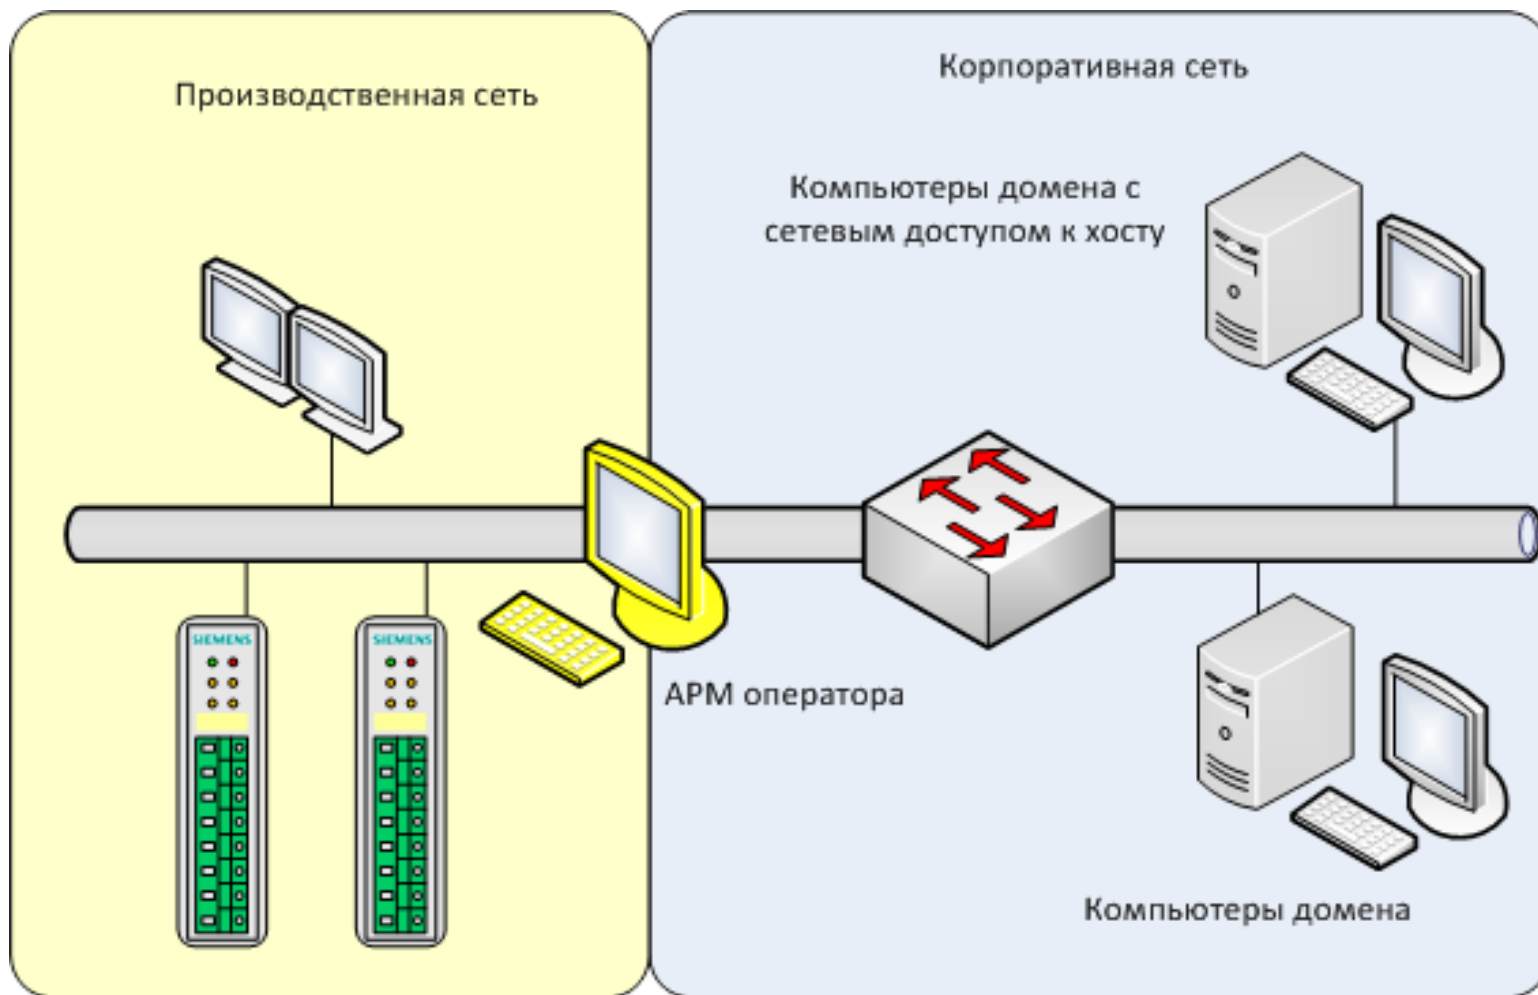 Производственная сеть
Корпоративная сеть
Компьютеры домена с
сетевым доступом к хосту
SIEMENS
SIEMENS
АРМ оператора
Компьютеры домена